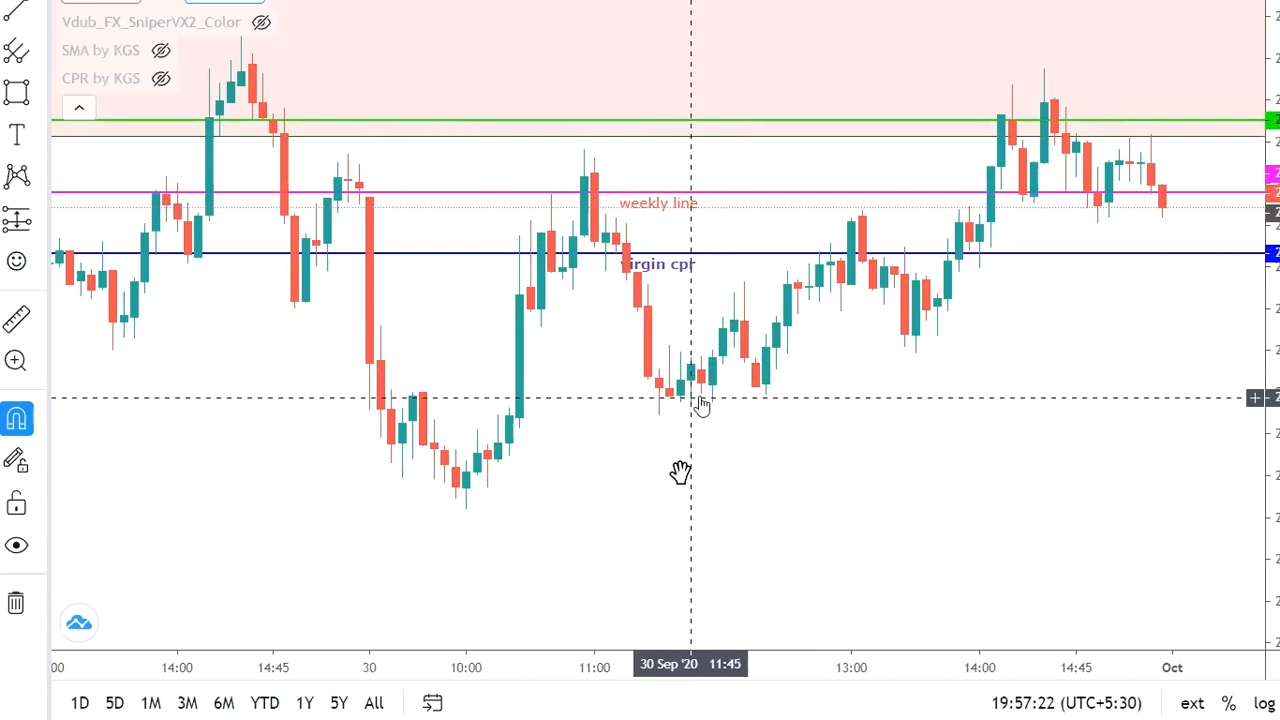 Vdub_FX_SniperVX2_Color
SMA by KGS
CPR by KGS
weekly line
virgin cpr
14:00 14:45 30 10:00 11:00 30 Sep '20 11:45 13:00 14:00 14:45 Oct
1D 5D 1M 3M 6M YTD 1Y 5Y All 19:57:22 (UTC+5:30) ext % log